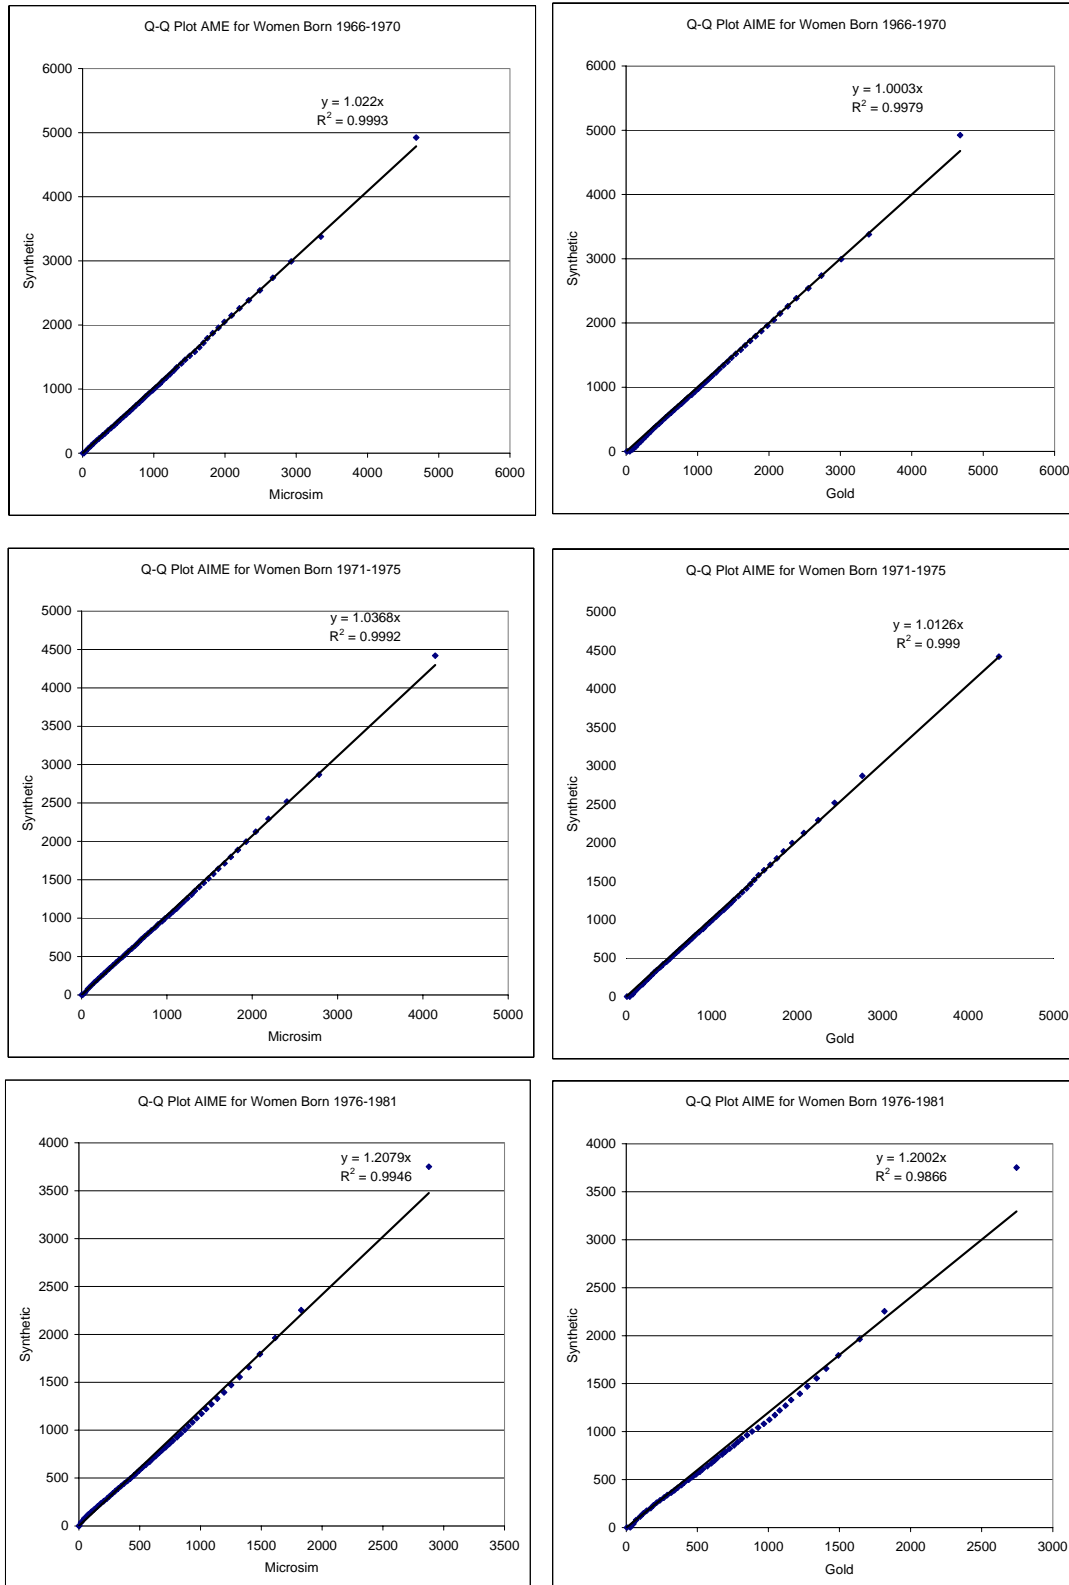 Q-Q Plot AME for Women Born 1966-1970
6000
5000
4000
3000
2000
1000
0
0 1000 2000 3000 4000 5000 6000
Synthetic
Microsim
y = 1.022x
R² = 0.9993
Q-Q Plot AIME for Women Born 1966-1970
6000
5000
4000
3000
2000
1000
0
0 1000 2000 3000 4000 5000 6000
Synthetic
Gold
y = 1.0003x
R² = 0.9979
Q-Q Plot AIME for Women Born 1971-1975
5000
4500
4000
3500
3000
2500
2000
1500
1000
500
0
0 1000 2000 3000 4000 5000
Synthetic
Microsim
y = 1.0368x
R² = 0.9992
Q-Q Plot AIME for Women Born 1971-1975
5000
4500
4000
3500
3000
2500
2000
1500
1000
500
0
0 1000 2000 3000 4000 5000
Synthetic
Gold
y = 1.0126x
R² = 0.999
Q-Q Plot AIME for Women Born 1976-1981
4000
3500
3000
2500
2000
1500
1000
500
0
0 500 1000 1500 2000 2500 3000 3500
Synthetic
Microsim
y = 1.2079x
R² = 0.9946
Q-Q Plot AIME for Women Born 1976-1981
4000
3500
3000
2500
2000
1500
1000
500
0
0 500 1000 1500 2000 2500 3000
Synthetic
Gold
y = 1.2002x
R² = 0.9866